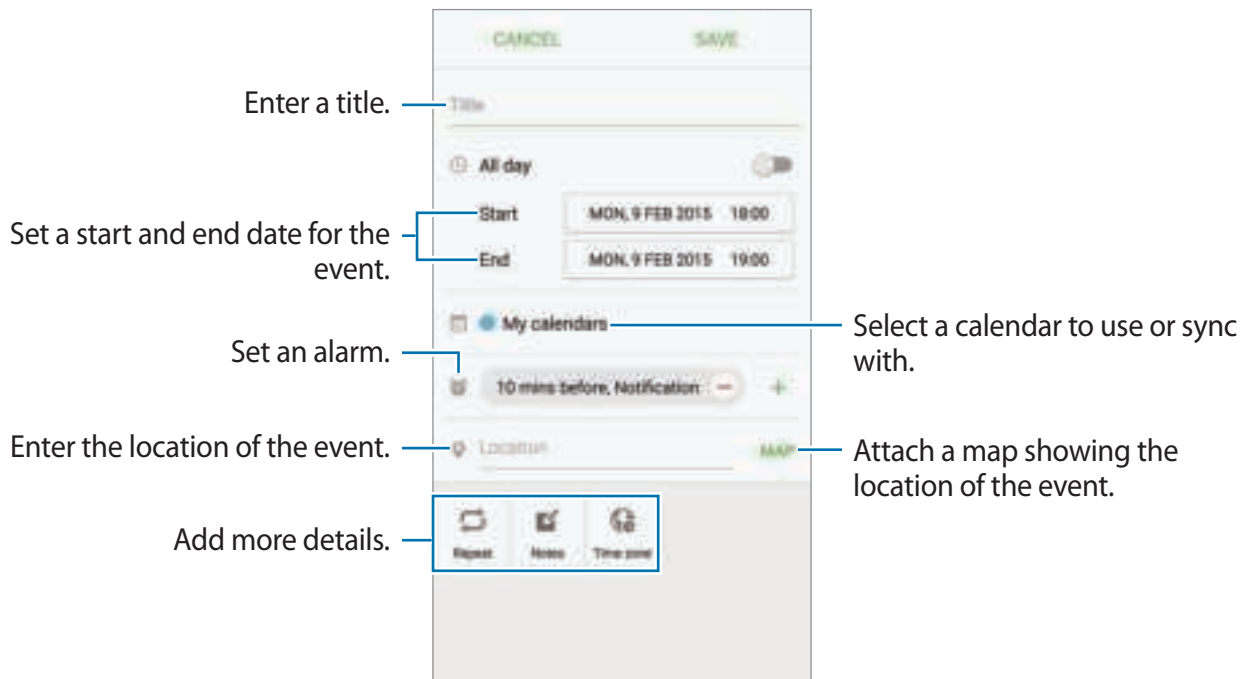 CANCEL SAVE
Enter a title.
Title
All day
Set a start and end date for the
event.
Start MON, 9 FEB 2015 18:00
End MON, 9 FEB 2015 19:00
My calendars
Select a calendar to use or sync
with.
Set an alarm.
10 mins before, Notification
Enter the location of the event.
Location MAP
Attach a map showing the
location of the event.
Add more details.
Repeat Notes Time zone